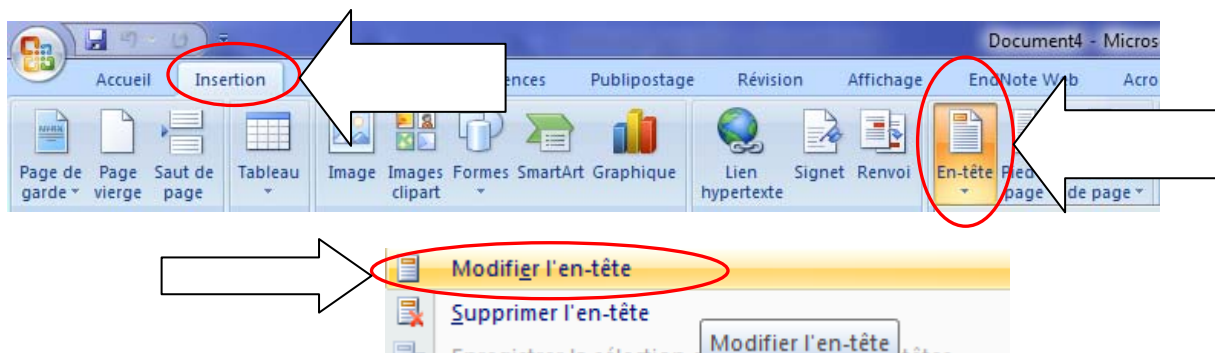 Document4 - Micros
Accueil Insertion ences Publipostage Révision Affichage EndNote Web Acro
Page de garde
Page vierge
Saut de page
Tableau
Image
Images clipart
Formes
SmartArt
Graphique
Lien hypertexte
Signet
Renvoi
En-tête
Pied
page
de page
Modifier l'en-tête
Supprimer l'en-tête
Modifier l'en-tête